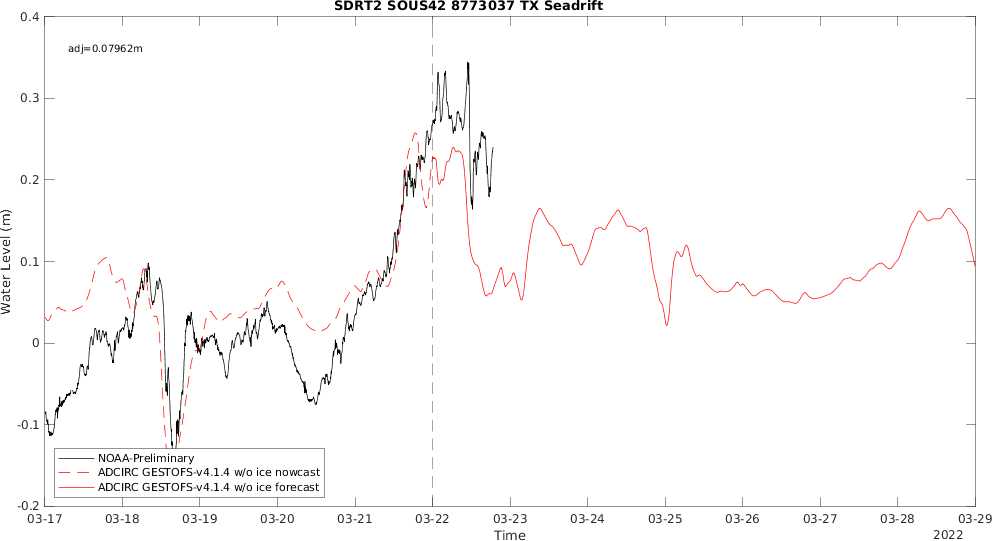 SDRT2 SOUS42 8773037 TX Seadrift
adj=0.07962m
Water Level (m)
0.4
0.3
0.2
0.1
0
-0.1
-0.2
NOAA-Preliminary
ADCIRC GESTOFS-v4.1.4 w/o ice nowcast
ADCIRC GESTOFS-v4.1.4 w/o ice forecast
03-17 03-18 03-19 03-20 03-21 03-22 03-23 03-24 03-25 03-26 03-27 03-28 03-29
Time
2022